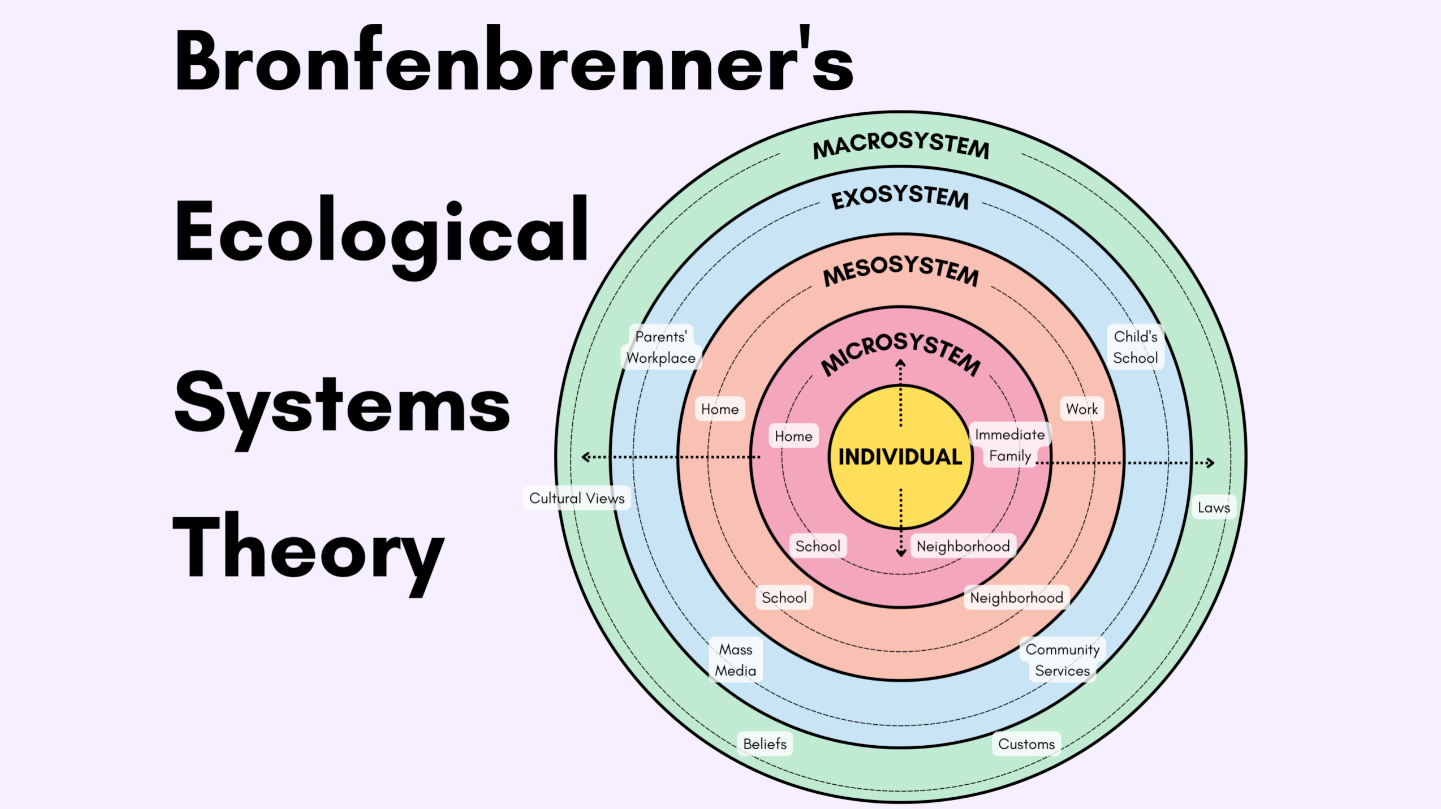 Bronfenbrenner's
Ecological
Systems
Theory
MACROSYSTEM
EXOSYSTEM
MESOSYSTEM
MICROSYSTEM
INDIVIDUAL
Parents'
Workplace
Child's
School
Home
Work
Home
Immediate
Family
Cultural Views
Laws
School
Neighborhood
School
Neighborhood
Mass
Media
Community
Services
Beliefs
Customs